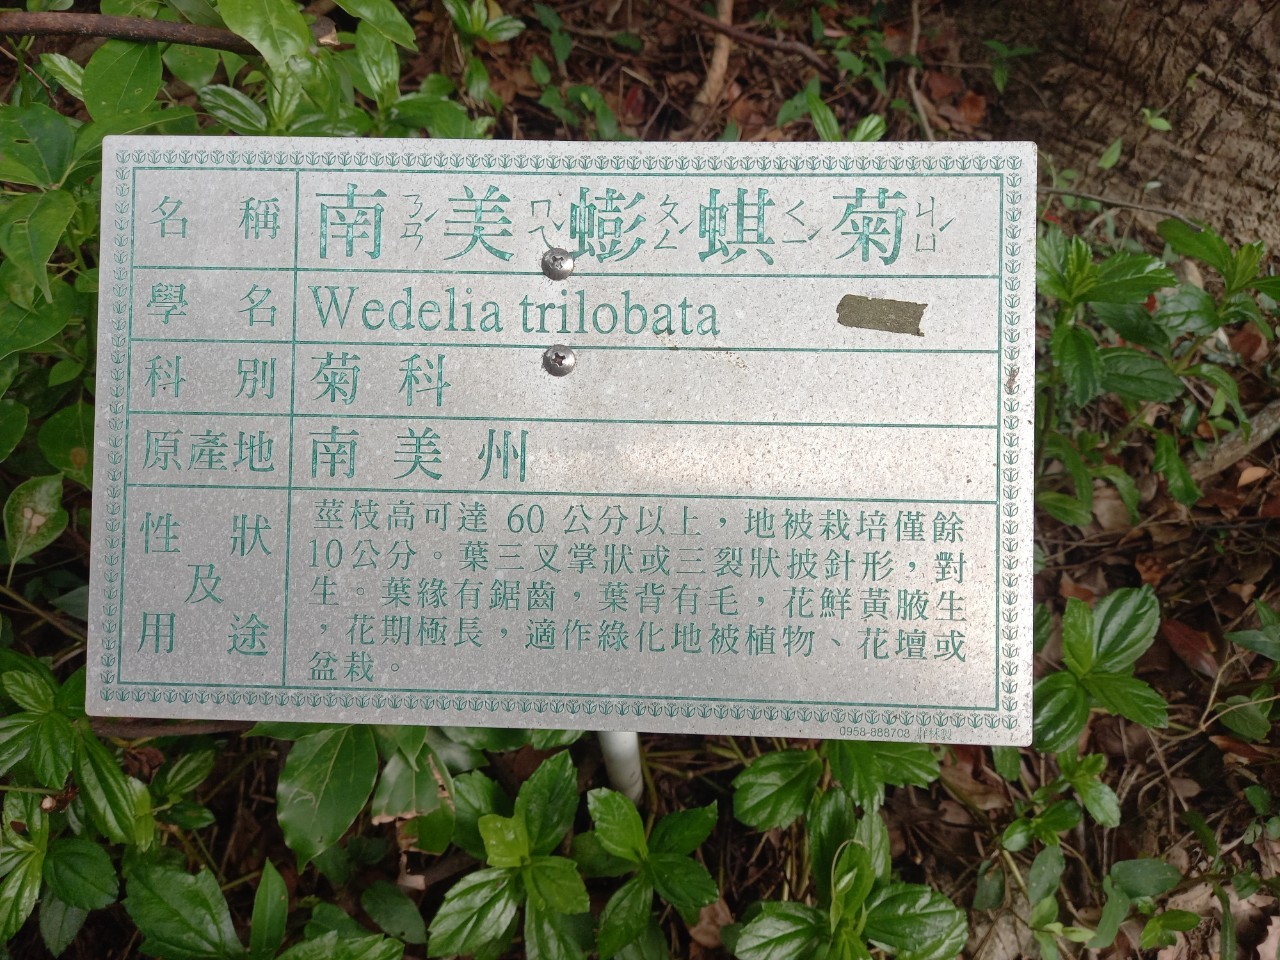 名稱 南ㄋㄢˊ美ㄇㄟˇ蟛ㄆㄥˊ蜞ㄑㄧˊ菊ㄐㄩˊ
學名 Wedelia trilobata
科別 菊科
原產地 南美州
性狀及用途
莖枝高可達 60 公分以上，地被栽培僅餘
10公分。葉三叉掌狀或三裂狀披針形，對
生。葉緣有鋸齒，葉背有毛，花鮮黃腋生
，花期極長，適作綠化地被植物、花壇或
盆栽。
0958-888708